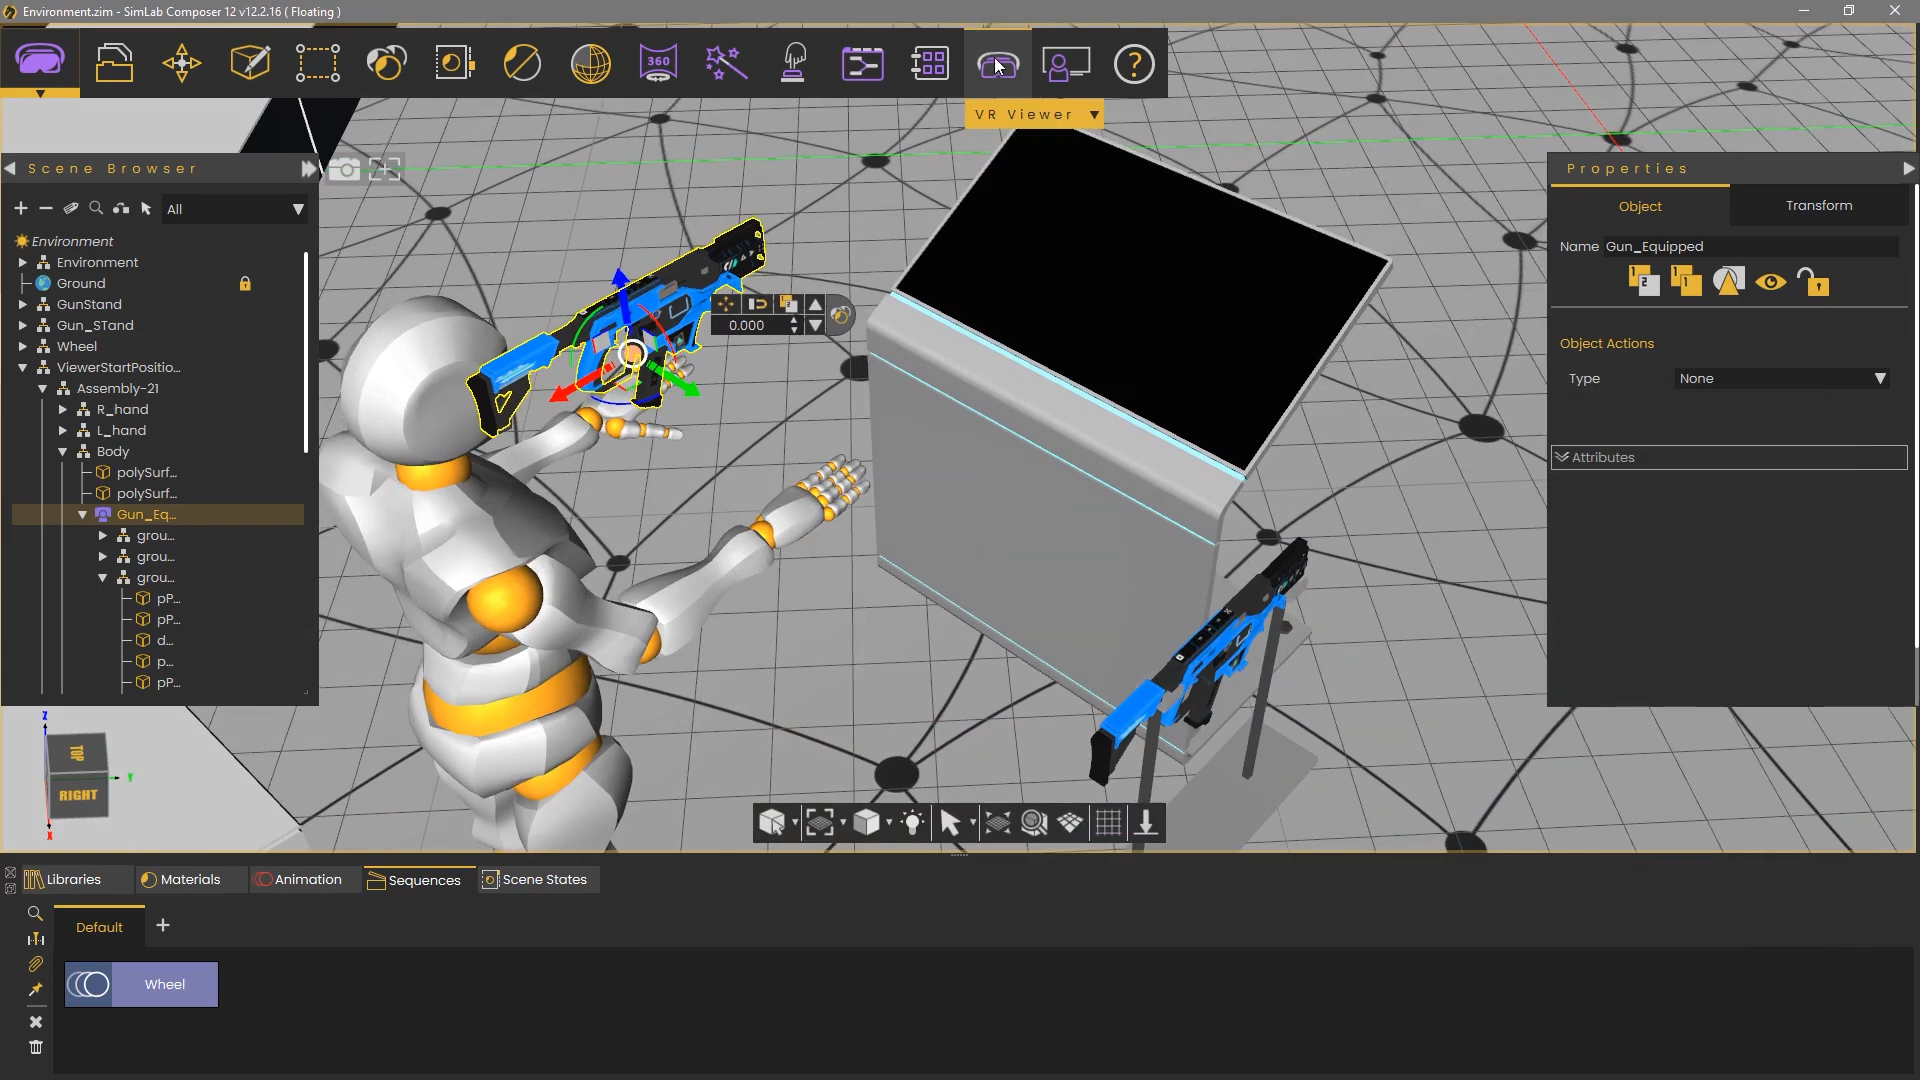 Environment.zim - SimLab Composer 12 v12.2.16 ( Floating )
360
VR Viewer
Scene Browser
All
Environment
Environment
Ground
GunStand
Gun_STand
Wheel
ViewerStartPositio...
Assembly-21
R_hand
L_hand
Body
polySurf...
polySurf...
Gun_Eq...
grou...
grou...
grou...
pP...
pP...
d...
p...
pP...
0.000
Properties
Object
Transform
Name Gun_Equipped
Object Actions
Type None
Attributes
Z
TOP
Y
RIGHT
X
Libraries
Materials
Animation
Sequences
Scene States
Default
Wheel